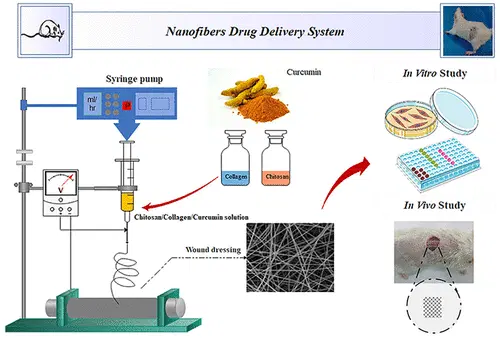 Nanofibers Drug Delivery System
Syringe pump
ml/
hr
Curcumin
Collagen
Chitosan
V
Chitosan/Collagen/Curcumin solution
Wound dressing
In Vitro Study
In Vivo Study